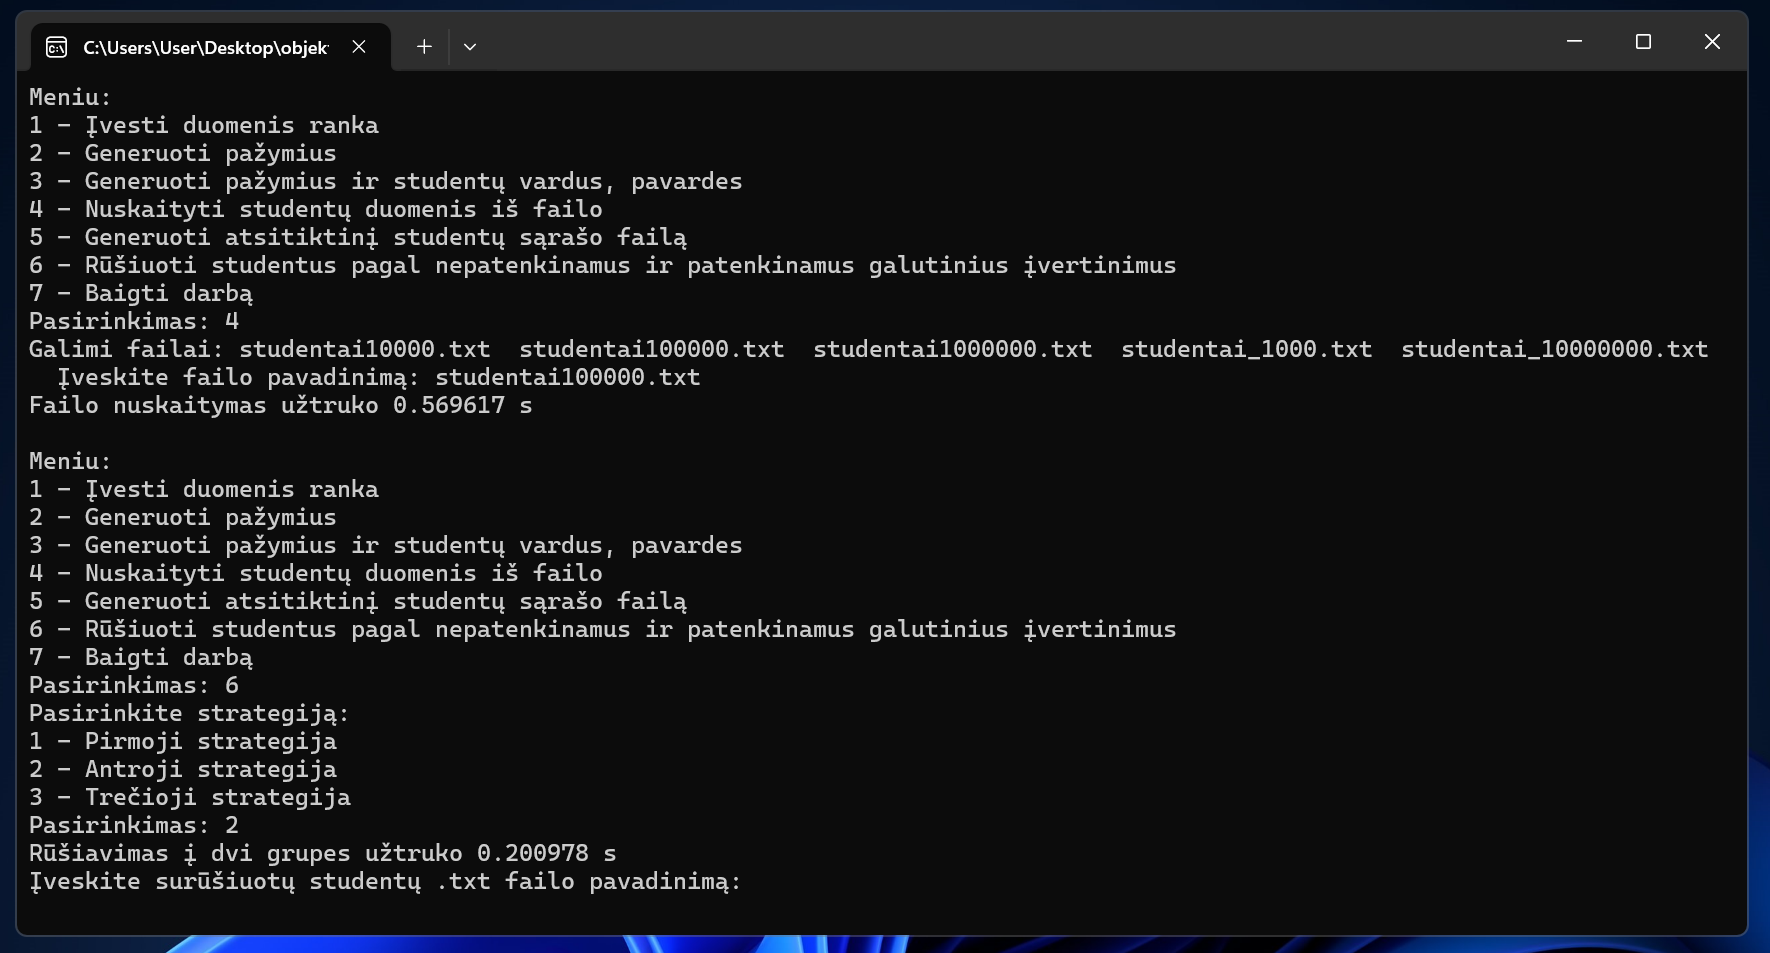 C:\Users\User\Desktop\objek
Meniu:
1 - Įvesti duomenis ranka
2 - Generuoti pažymius
3 - Generuoti pažymius ir studentų vardus, pavardes
4 - Nuskaityti studentų duomenis iš failo
5 - Generuoti atsitiktinį studentų sąrašo failą
6 - Rūšiuoti studentus pagal nepatenkinamus ir patenkinamus galutinius įvertinimus
7 - Baigti darbą
Pasirinkimas: 4
Galimi failai: studentai10000.txt  studentai100000.txt  studentai1000000.txt  studentai_1000.txt  studentai_10000000.txt
Įveskite failo pavadinimą: studentai100000.txt
Failo nuskaitymas užtruko 0.569617 s
Meniu:
1 - Įvesti duomenis ranka
2 - Generuoti pažymius
3 - Generuoti pažymius ir studentų vardus, pavardes
4 - Nuskaityti studentų duomenis iš failo
5 - Generuoti atsitiktinį studentų sąrašo failą
6 - Rūšiuoti studentus pagal nepatenkinamus ir patenkinamus galutinius įvertinimus
7 - Baigti darbą
Pasirinkimas: 6
Pasirinkite strategiją:
1 - Pirmoji strategija
2 - Antroji strategija
3 - Trečioji strategija
Pasirinkimas: 2
Rūšiavimas į dvi grupes užtruko 0.200978 s
Įveskite surūšiuotų studentų .txt failo pavadinimą: